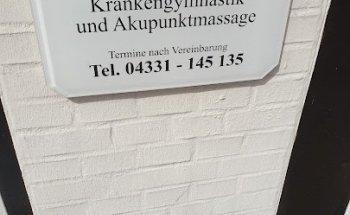 Krankengymnastik
und Akupunktmassage
Termine nach Vereinbarung
Tel. 04331 - 145 135